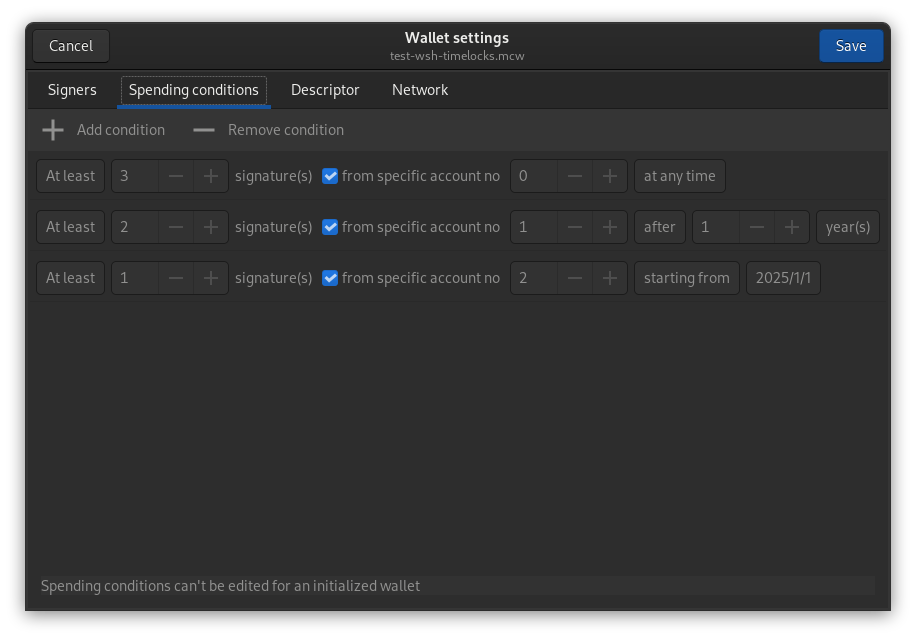 Cancel
Wallet settings
test-wsh-timelocks.mcw
Save
Signers Spending conditions Descriptor Network
Add condition Remove condition
At least 3 signature(s) from specific account no 0 at any time
At least 2 signature(s) from specific account no 1 after 1 year(s)
At least 1 signature(s) from specific account no 2 starting from 2025/1/1
Spending conditions can't be edited for an initialized wallet